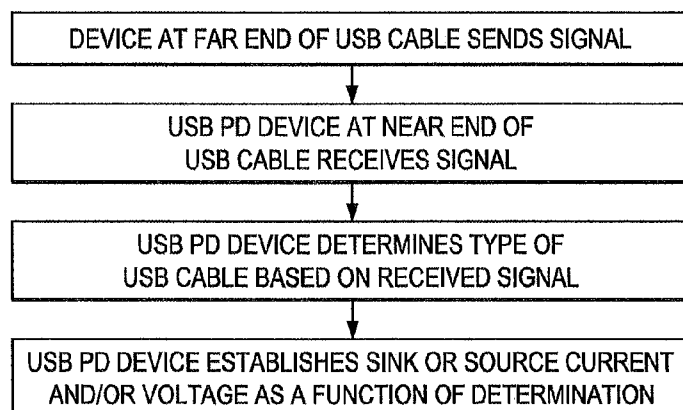 DEVICE AT FAR END OF USB CABLE SENDS SIGNAL
USB PD DEVICE AT NEAR END OF
USB CABLE RECEIVES SIGNAL
USB PD DEVICE DETERMINES TYPE OF
USB CABLE BASED ON RECEIVED SIGNAL
USB PD DEVICE ESTABLISHES SINK OR SOURCE CURRENT
AND/OR VOLTAGE AS A FUNCTION OF DETERMINATION